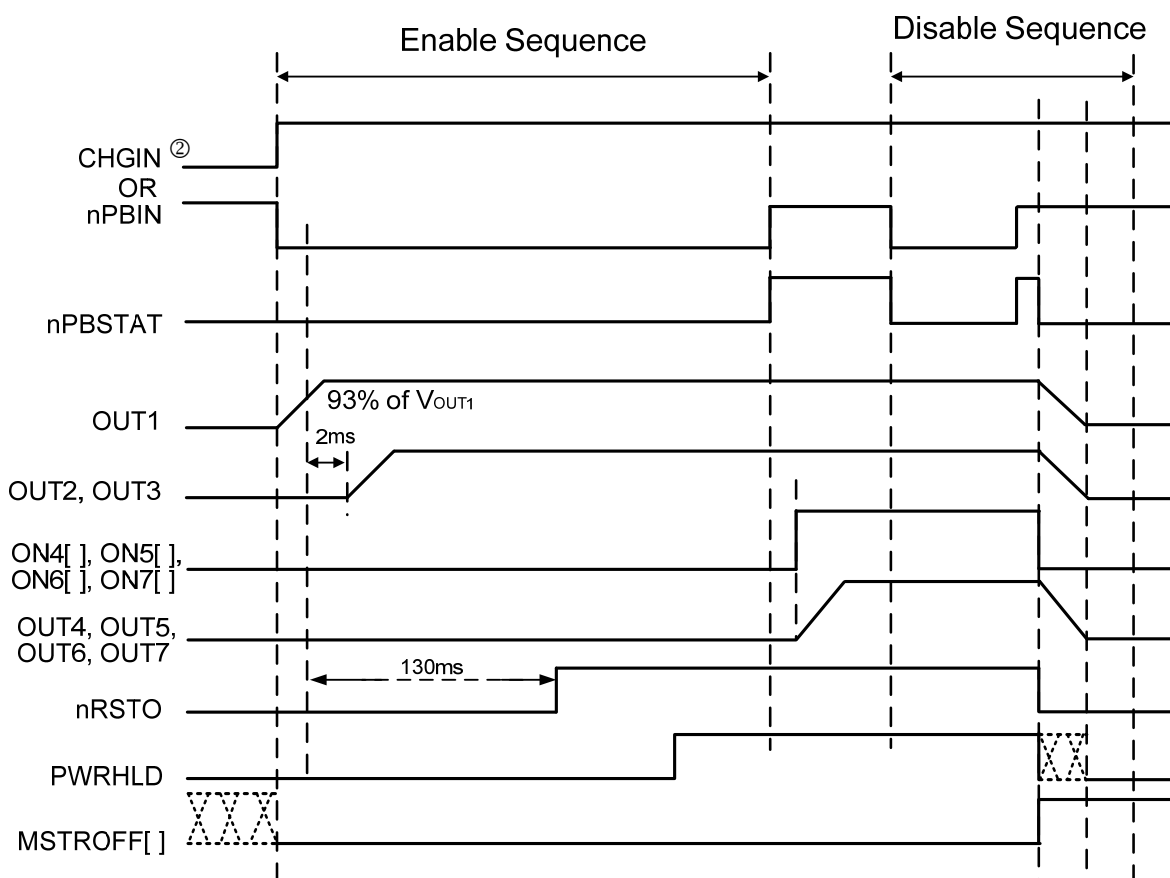 Enable Sequence
Disable Sequence
CHGIN ②
OR
nPBIN
nPBSTAT
OUT1
93% of VOUT1
2ms
OUT2, OUT3
ON4[ ], ON5[ ],
ON6[ ], ON7[ ]
OUT4, OUT5,
OUT6, OUT7
130ms
nRSTO
PWRHLD
MSTROFF[ ]